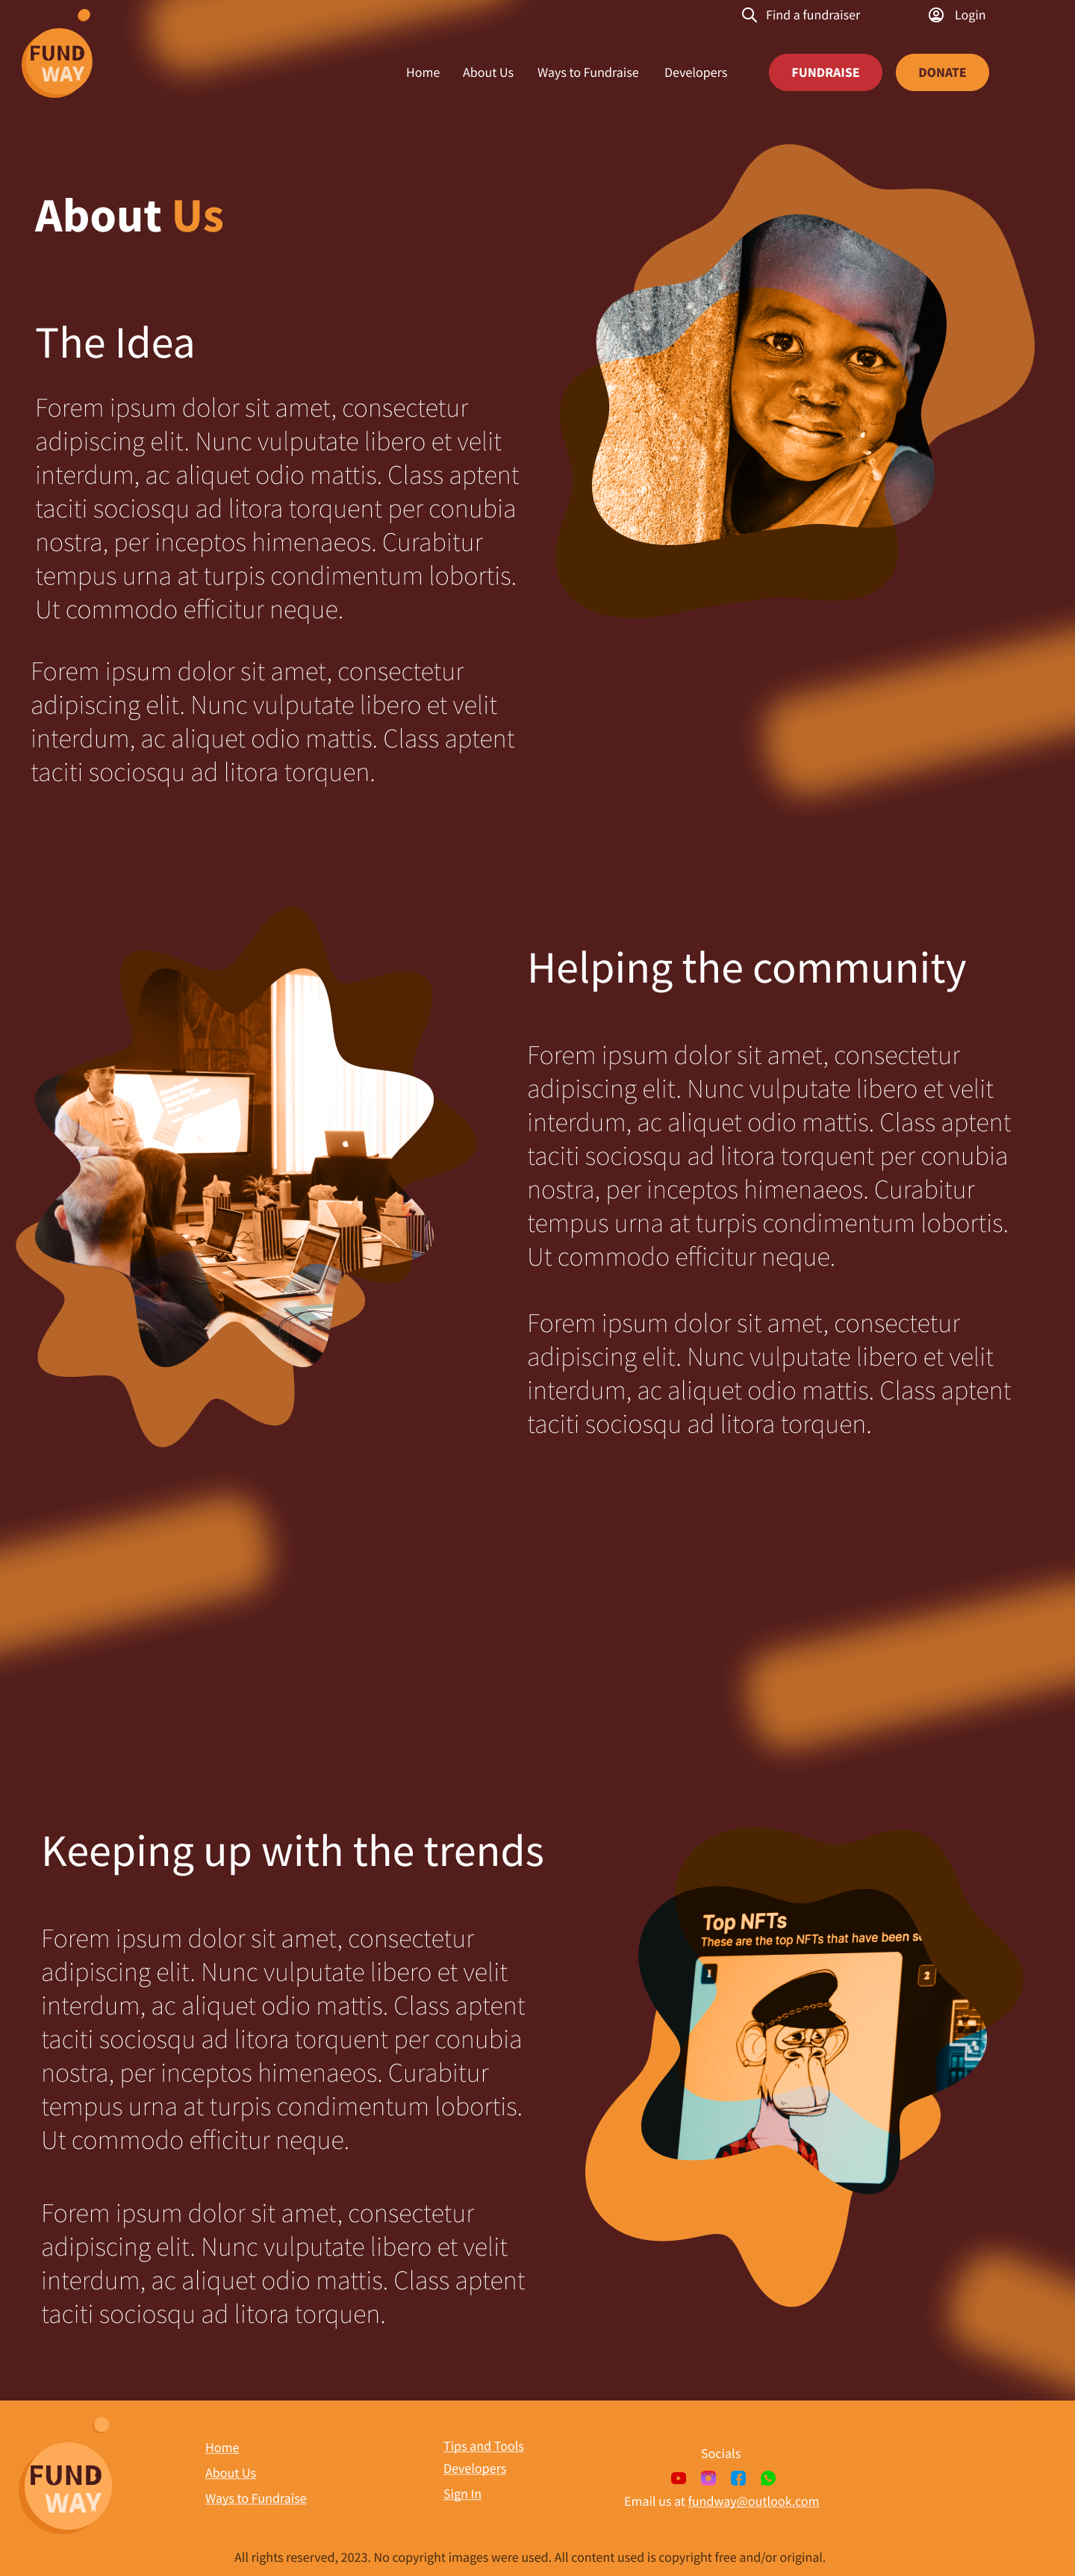 Find a fundraiser
Login
FUND
WAY
Home
About Us
Ways to Fundraise
Developers
FUNDRAISE
DONATE
About Us
The Idea
Forem ipsum dolor sit amet, consectetur
adipiscing elit. Nunc vulputate libero et velit
interdum, ac aliquet odio mattis. Class aptent
taciti sociosqu ad litora torquent per conubia
nostra, per inceptos himenaeos. Curabitur
tempus urna at turpis condimentum lobortis.
Ut commodo efficitur neque.
Forem ipsum dolor sit amet, consectetur
adipiscing elit. Nunc vulputate libero et velit
interdum, ac aliquet odio mattis. Class aptent
taciti sociosqu ad litora torquen.
Helping the community
Forem ipsum dolor sit amet, consectetur
adipiscing elit. Nunc vulputate libero et velit
interdum, ac aliquet odio mattis. Class aptent
taciti sociosqu ad litora torquent per conubia
nostra, per inceptos himenaeos. Curabitur
tempus urna at turpis condimentum lobortis.
Ut commodo efficitur neque.
Forem ipsum dolor sit amet, consectetur
adipiscing elit. Nunc vulputate libero et velit
interdum, ac aliquet odio mattis. Class aptent
taciti sociosqu ad litora torquen.
Keeping up with the trends
Forem ipsum dolor sit amet, consectetur
adipiscing elit. Nunc vulputate libero et velit
interdum, ac aliquet odio mattis. Class aptent
taciti sociosqu ad litora torquent per conubia
nostra, per inceptos himenaeos. Curabitur
tempus urna at turpis condimentum lobortis.
Ut commodo efficitur neque.
Forem ipsum dolor sit amet, consectetur
adipiscing elit. Nunc vulputate libero et velit
interdum, ac aliquet odio mattis. Class aptent
taciti sociosqu ad litora torquen.
Top NFTs
These are the top NFTs that have been
1
2
FUND
WAY
Home
About Us
Ways to Fundraise
Tips and Tools
Developers
Sign In
Socials
Email us at fundway@outlook.com
All rights reserved, 2023. No copyright images were used. All content used is copyright free and/or original.